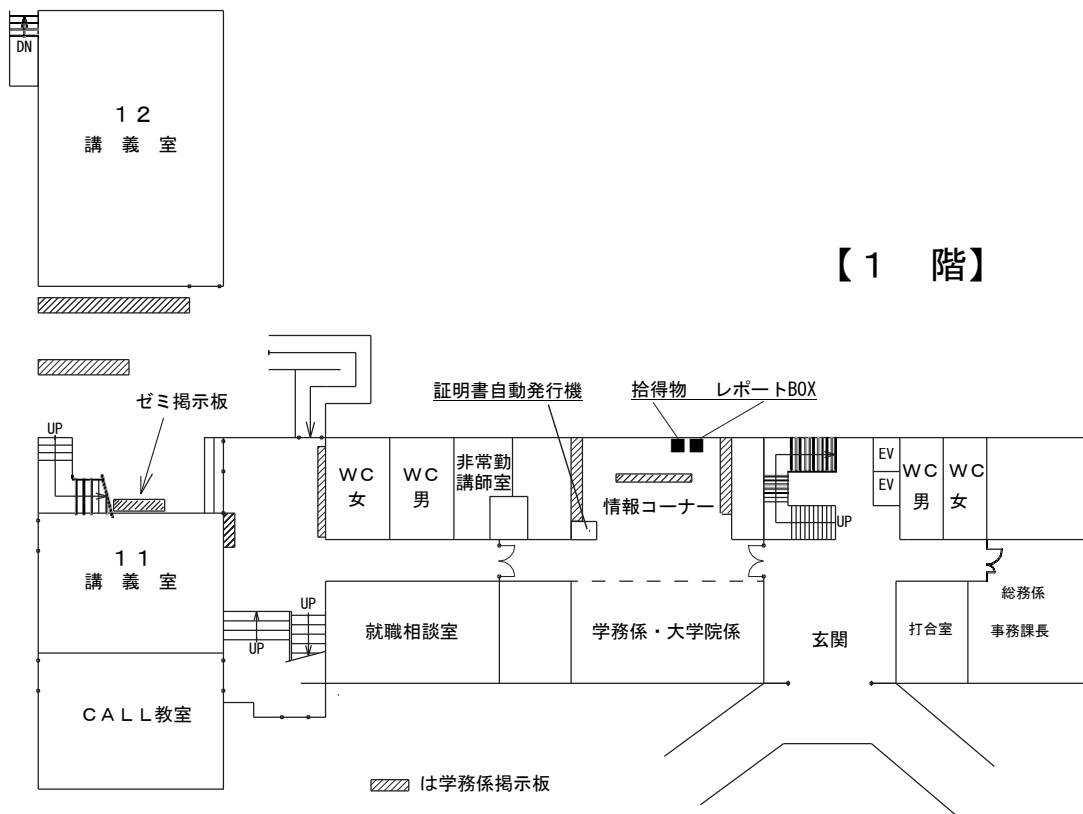 DN
１２
講　義　室
【１　階】
証明書自動発行機
拾得物　レポートBOX
ゼミ掲示板
UP
ＷＣ
女
ＷＣ
男
非常勤
講師室
情報コーナー
UP
EV
EV
ＷＣ
男
ＷＣ
女
１１
講　義　室
UP
UP
就職相談室
学務係・大学院係
玄関
打合室
総務係
事務課長
ＣＡＬＬ教室
は学務係掲示板